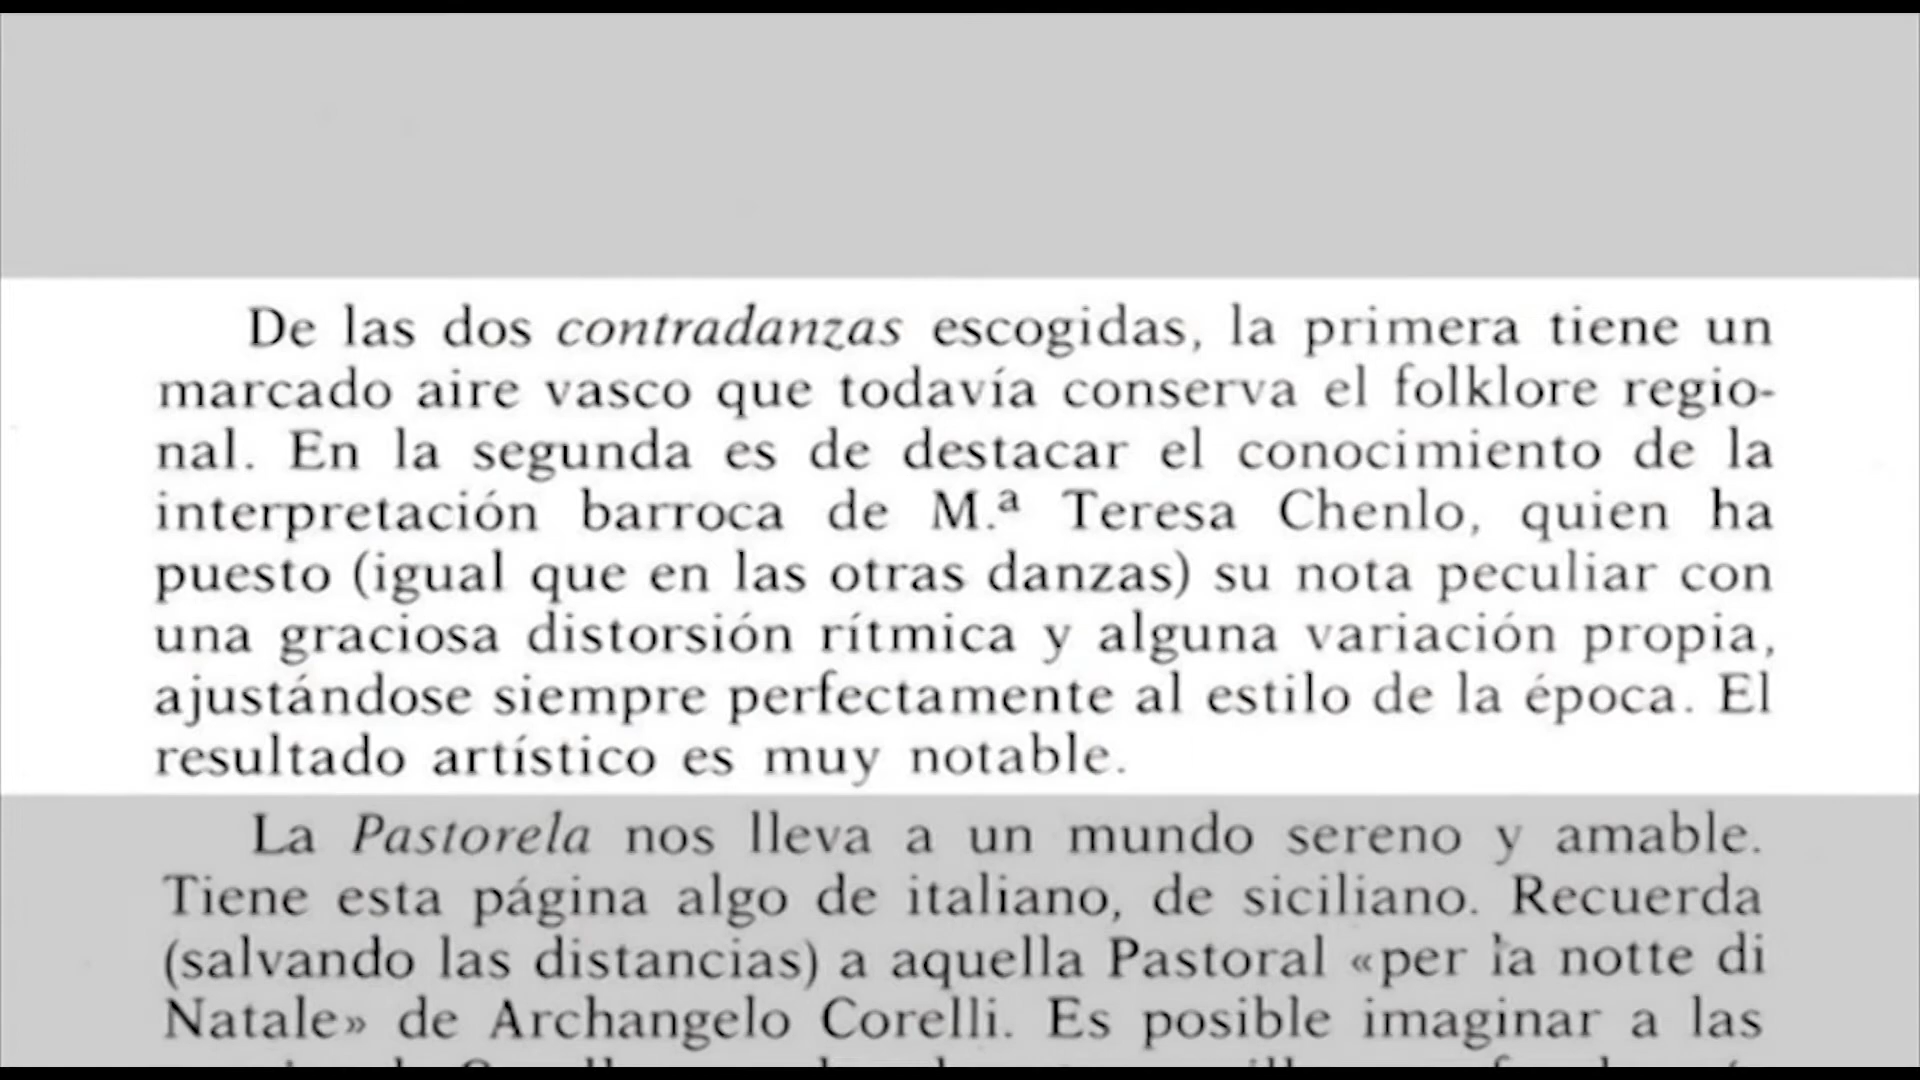 De las dos contradanzas escogidas, la primera tiene un
marcado aire vasco que todavía conserva el folklore regio-
nal. En la segunda es de destacar el conocimiento de la
interpretación barroca de M.ª Teresa Chenlo, quien ha
puesto (igual que en las otras danzas) su nota peculiar con
una graciosa distorsión rítmica y alguna variación propia,
ajustándose siempre perfectamente al estilo de la época. El
resultado artístico es muy notable.
La Pastorela nos lleva a un mundo sereno y amable.
Tiene esta página algo de italiano, de siciliano. Recuerda
(salvando las distancias) a aquella Pastoral «per la notte di
Natale» de Archangelo Corelli. Es posible imaginar a las